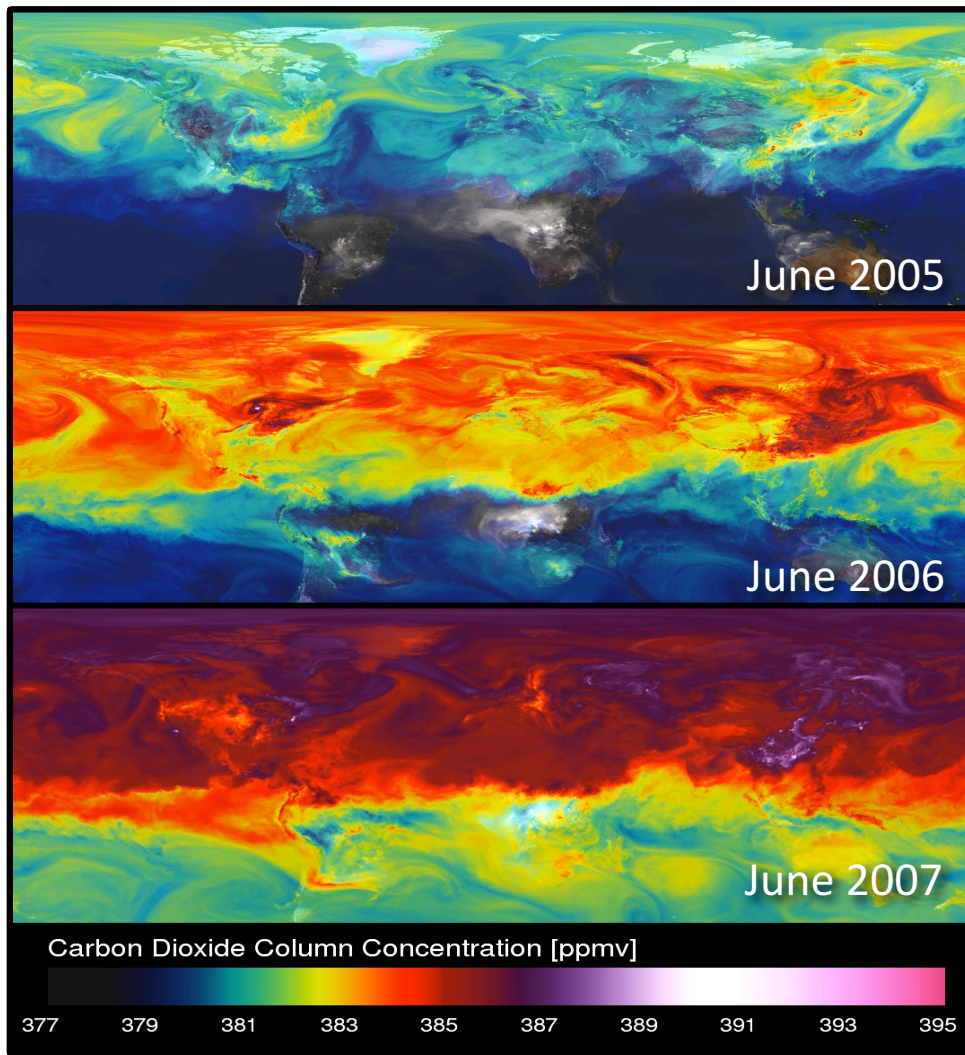 June 2005
June 2006
June 2007
Carbon Dioxide Column Concentration [ppmv]
377 379 381 383 385 387 389 391 393 395